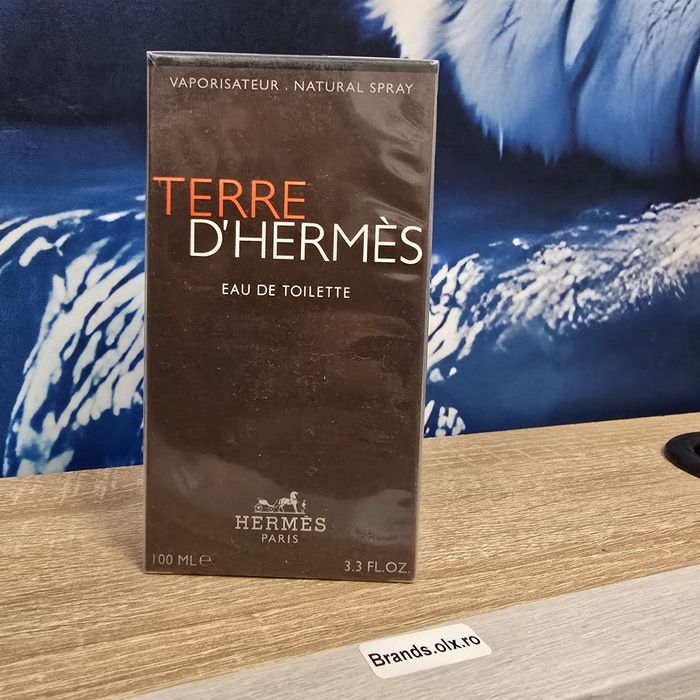 VAPORISATEUR . NATURAL SPRAY
TERRE
D'HERMÈS
EAU DE TOILETTE
HERMÈS
PARIS
100 ML ℮
3.3 FL.OZ.
Brands.olx.ro